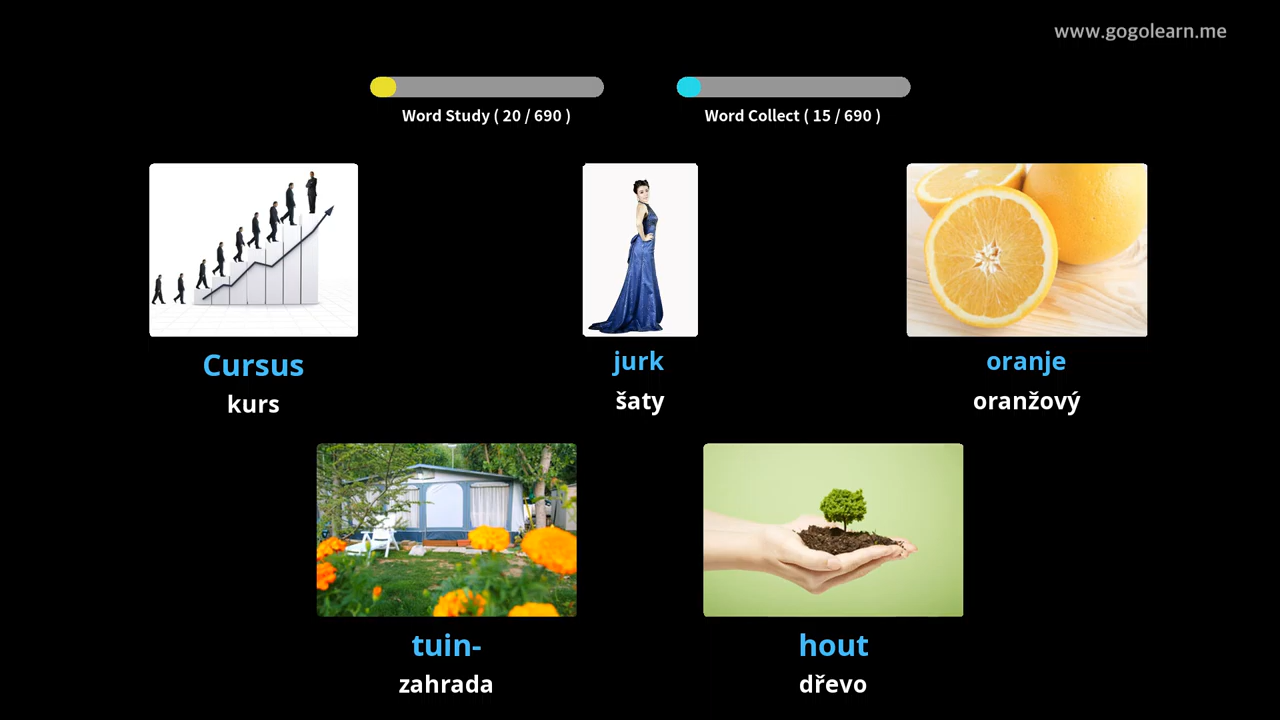 www.gogolearn.me
Word Study ( 20 / 690 )
Word Collect ( 15 / 690 )
Cursus
kurs
jurk
šaty
oranje
oranžový
tuin-
zahrada
hout
dřevo